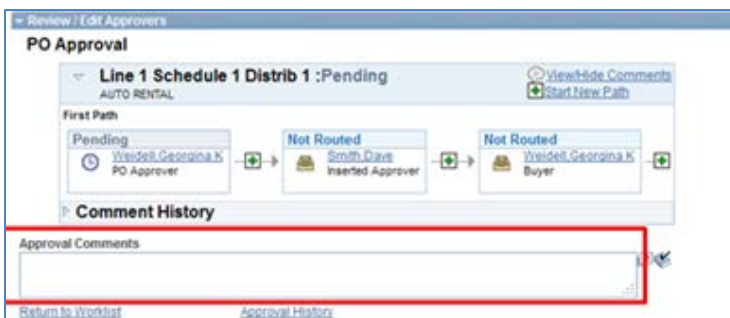 Review / Edit Approvers
PO Approval
Line 1 Schedule 1 Distrib 1 :Pending
View/Hide Comments
AUTO RENTAL
Start New Path
First Path
Pending
Not Routed
Not Routed
Weidell,Georgina K
Smith,Dave
Weidell,Georgina K
PO Approver
Inserted Approver
Buyer
Comment History
Approval Comments
Return to Worklist
Approval History